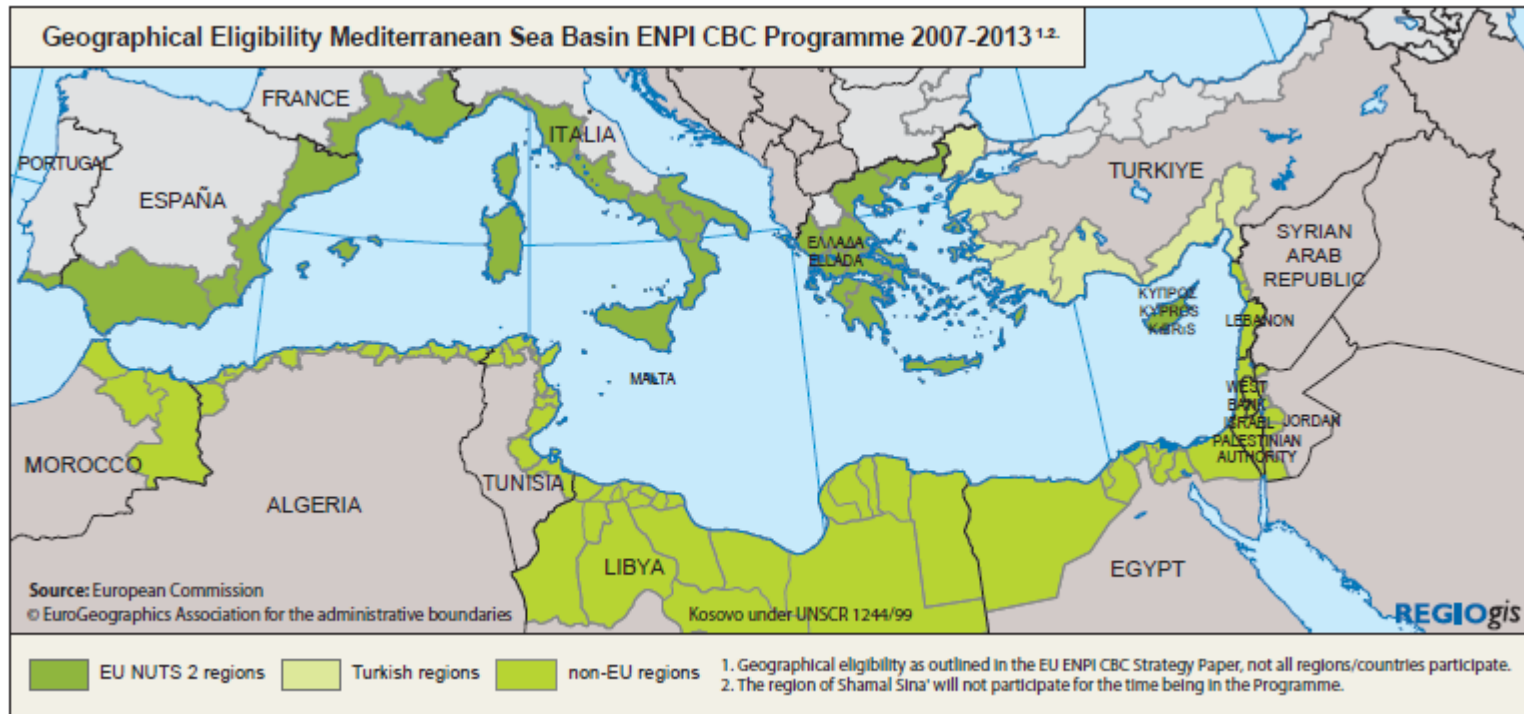 Geographical Eligibility Mediterranean Sea Basin ENPI CBC Programme 2007-2013 1.2.
FRANCE
ITALIA
PORTUGAL
ESPAÑA
TURKIYE
ΕΛΛΑΔΑ
ELLADA
SYRIAN
ARAB
REPUBLIC
ΚΥΠΡΟΣ
KYPROS
KIBRIS
LEBANON
MALTA
WEST
BANK
ISRAEL
JORDAN
PALESTINIAN
AUTHORITY
MOROCCO
ALGERIA
TUNISIA
LIBYA
EGYPT
Source: European Commission
© EuroGeographics Association for the administrative boundaries
Kosovo under UNSCR 1244/99
REGIOgis
EU NUTS 2 regions
Turkish regions
non-EU regions
1. Geographical eligibility as outlined in the EU ENPI CBC Strategy Paper, not all regions/countries participate.
2. The region of Shamal Sina' will not participate for the time being in the Programme.